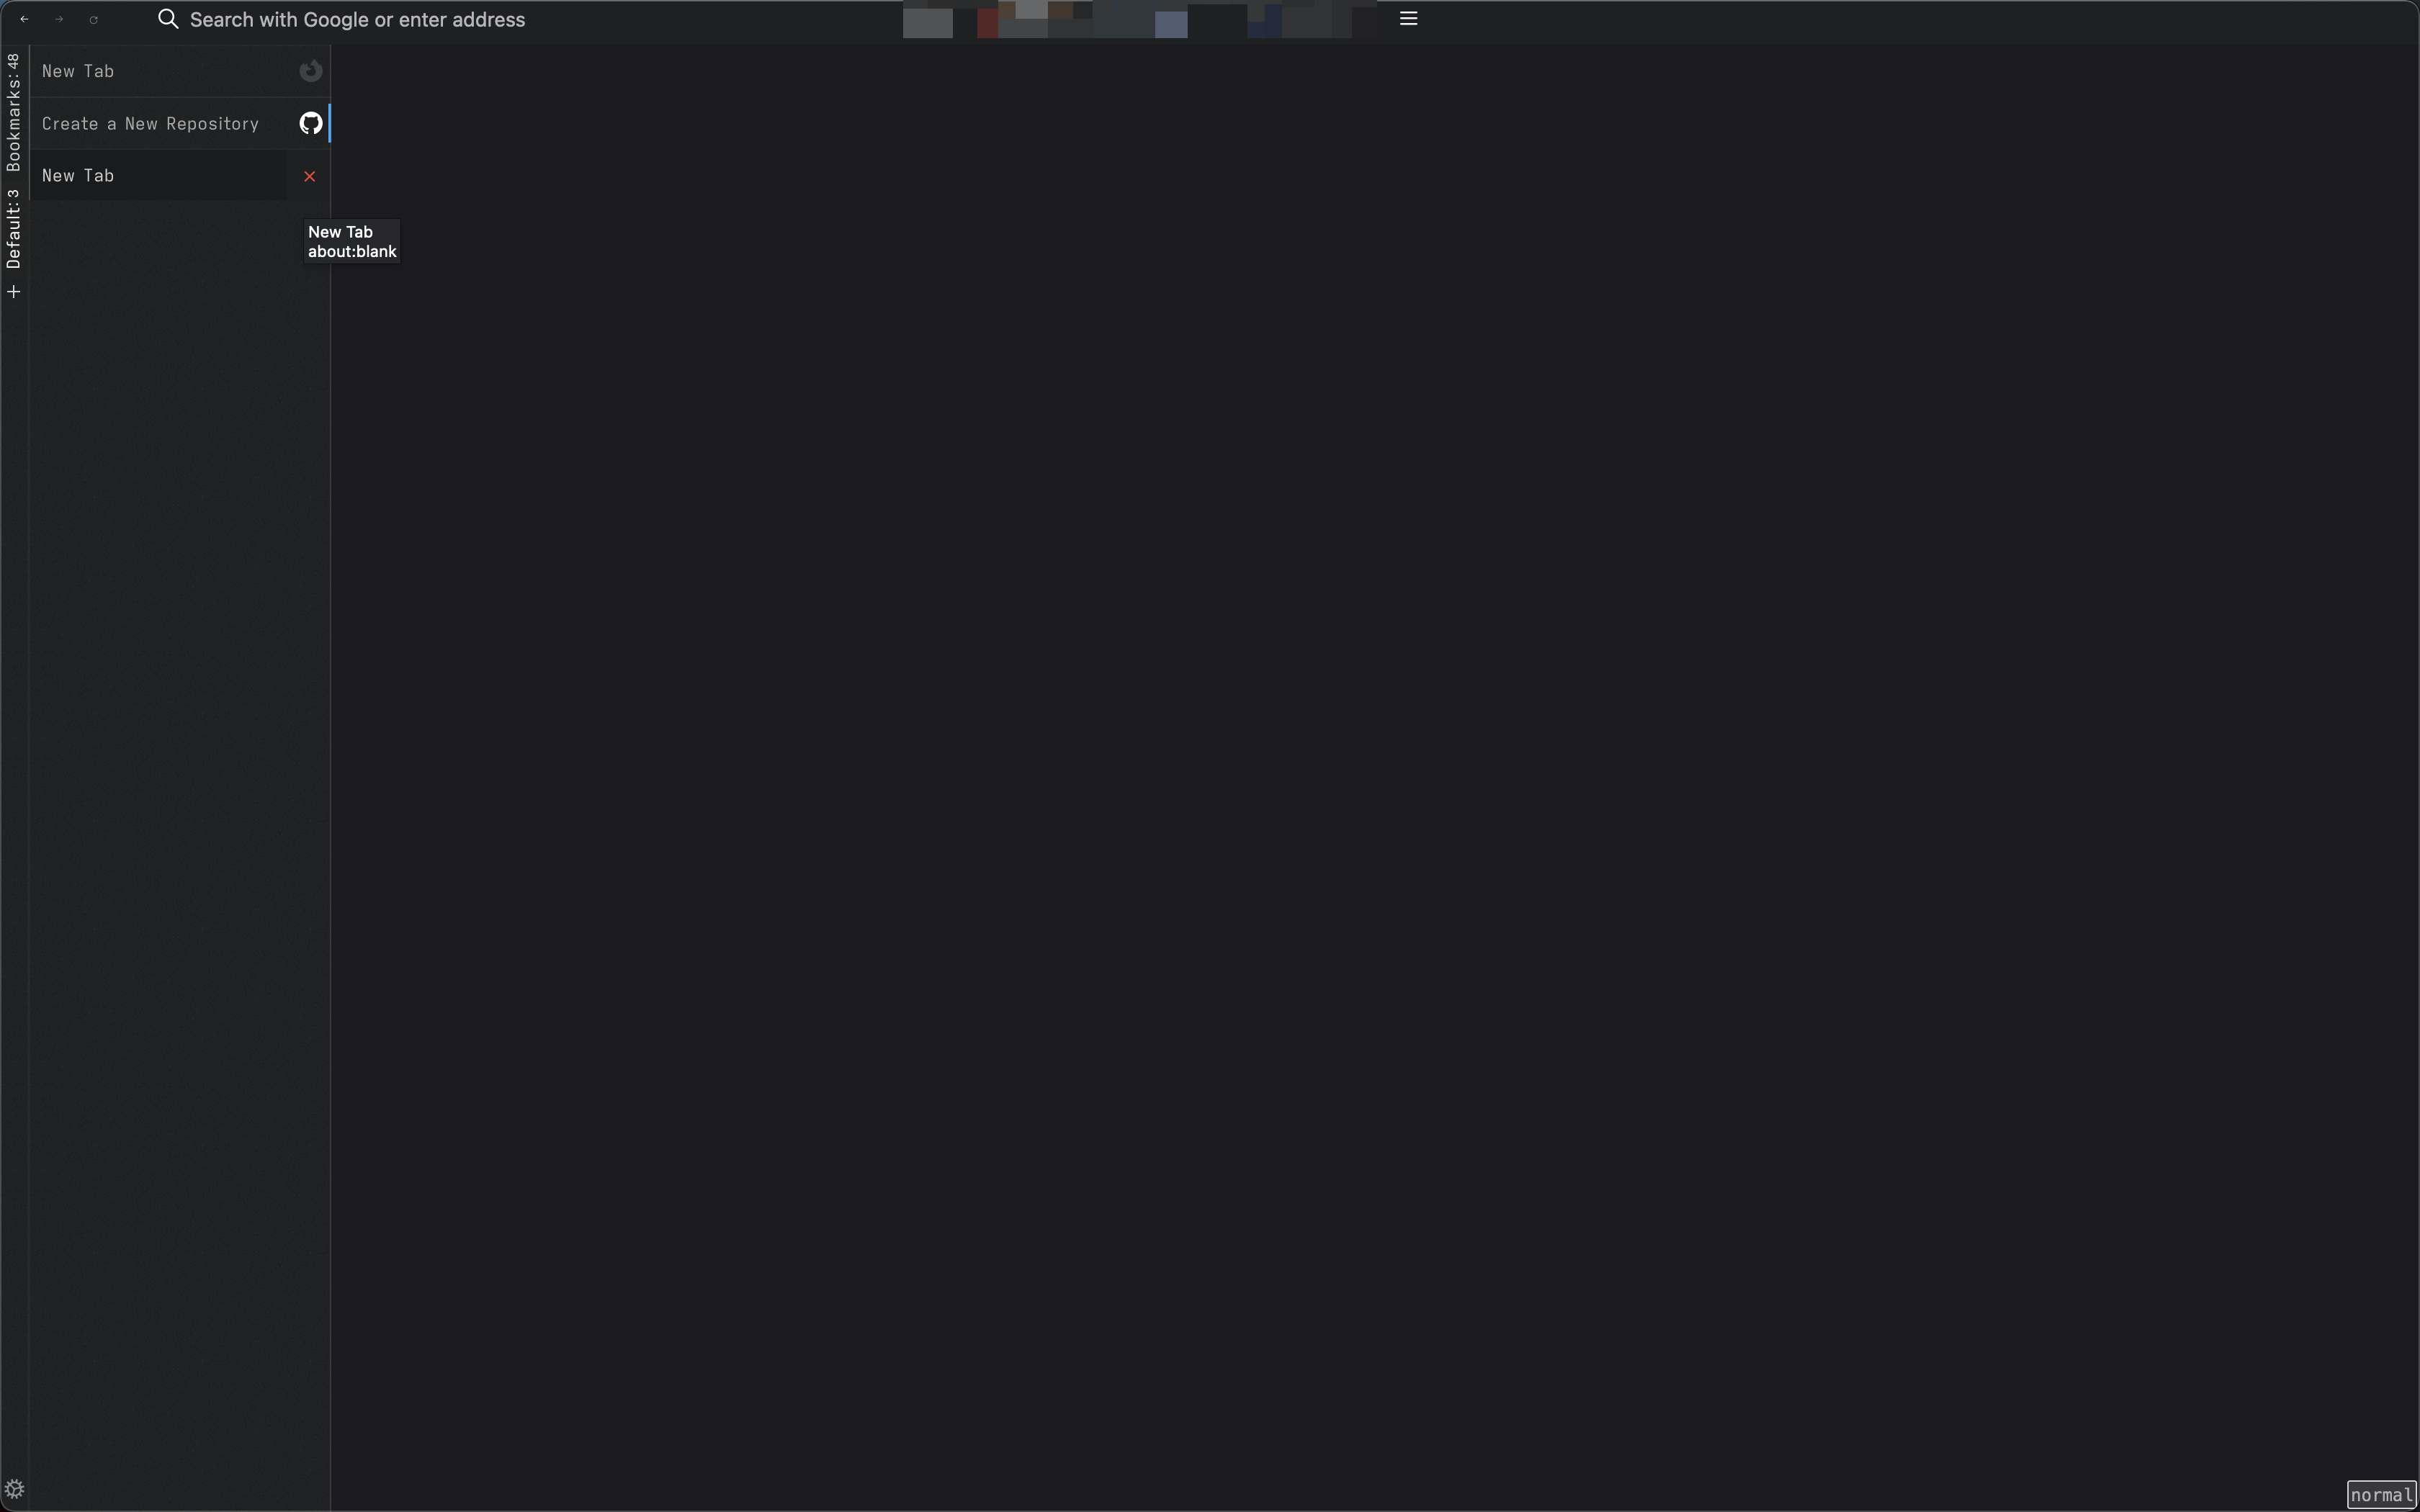 Search with Google or enter address
Bookmarks:48
Default:3
New Tab
Create a New Repository
New Tab
New Tab
about:blank
normal